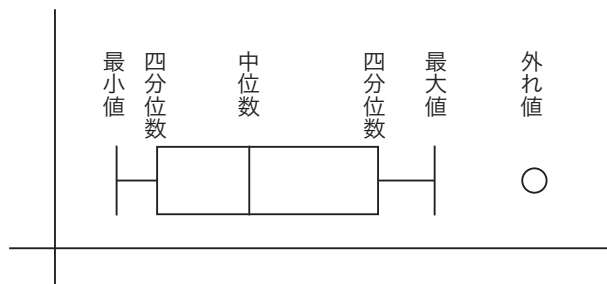 最小値
四分位数
中位数
四分位数
最大値
外れ値